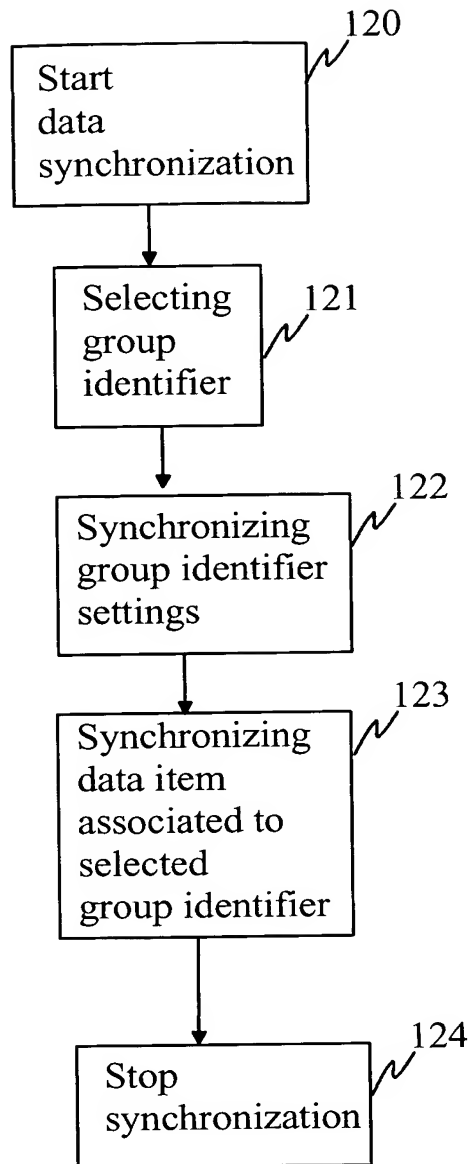 120
Start
data
synchronization
121
Selecting
group
identifier
122
Synchronizing
group identifier
settings
123
Synchronizing
data item
associated to
selected
group identifier
124
Stop
synchronization